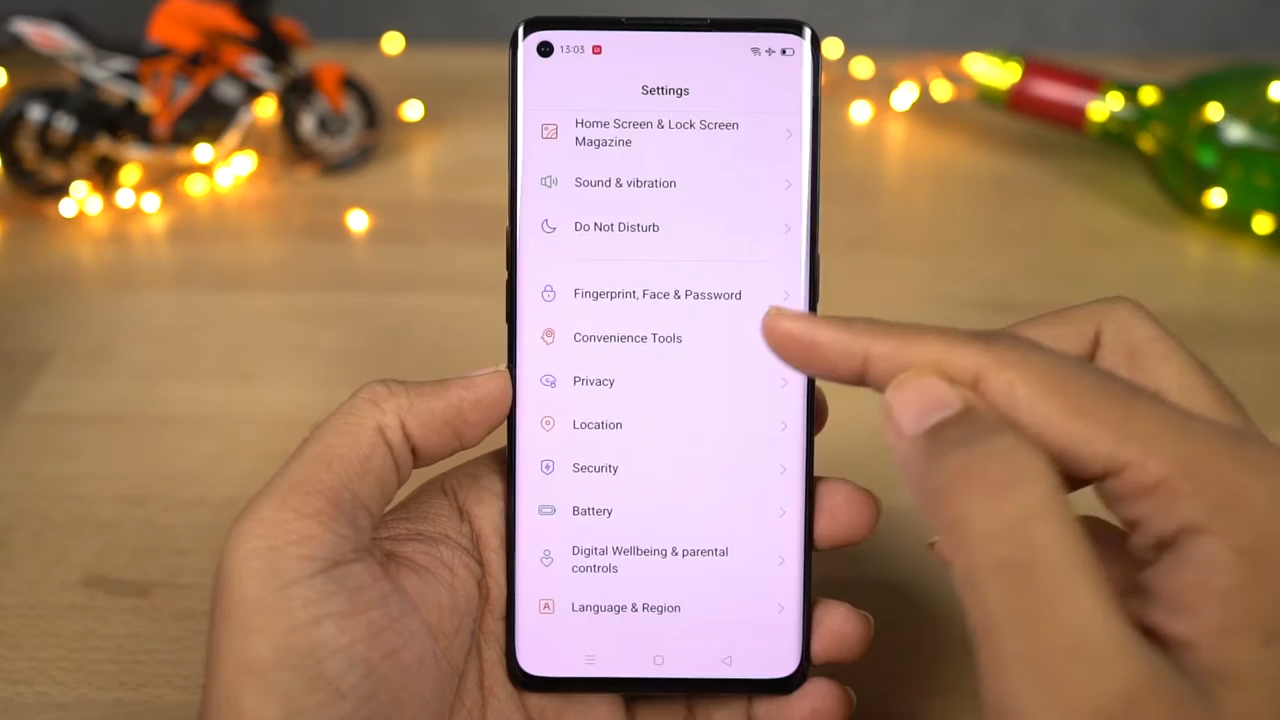 13:03
Settings
Home Screen & Lock Screen
Magazine
Sound & vibration
Do Not Disturb
Fingerprint, Face & Password
Convenience Tools
Privacy
Location
Security
Battery
Digital Wellbeing & parental
controls
Language & Region
A